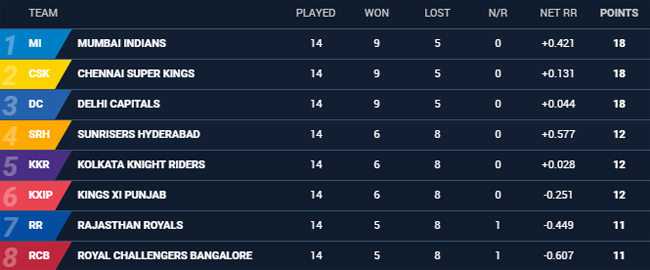 TEAM PLAYED WON LOST N/R NET RR POINTS
1 MI MUMBAI INDIANS 14 9 5 0 +0.421 18
2 CSK CHENNAI SUPER KINGS 14 9 5 0 +0.131 18
3 DC DELHI CAPITALS 14 9 5 0 +0.044 18
4 SRH SUNRISERS HYDERABAD 14 6 8 0 +0.577 12
5 KKR KOLKATA KNIGHT RIDERS 14 6 8 0 +0.028 12
6 KXIP KINGS XI PUNJAB 14 6 8 0 -0.251 12
7 RR RAJASTHAN ROYALS 14 5 8 1 -0.449 11
8 RCB ROYAL CHALLENGERS BANGALORE 14 5 8 1 -0.607 11